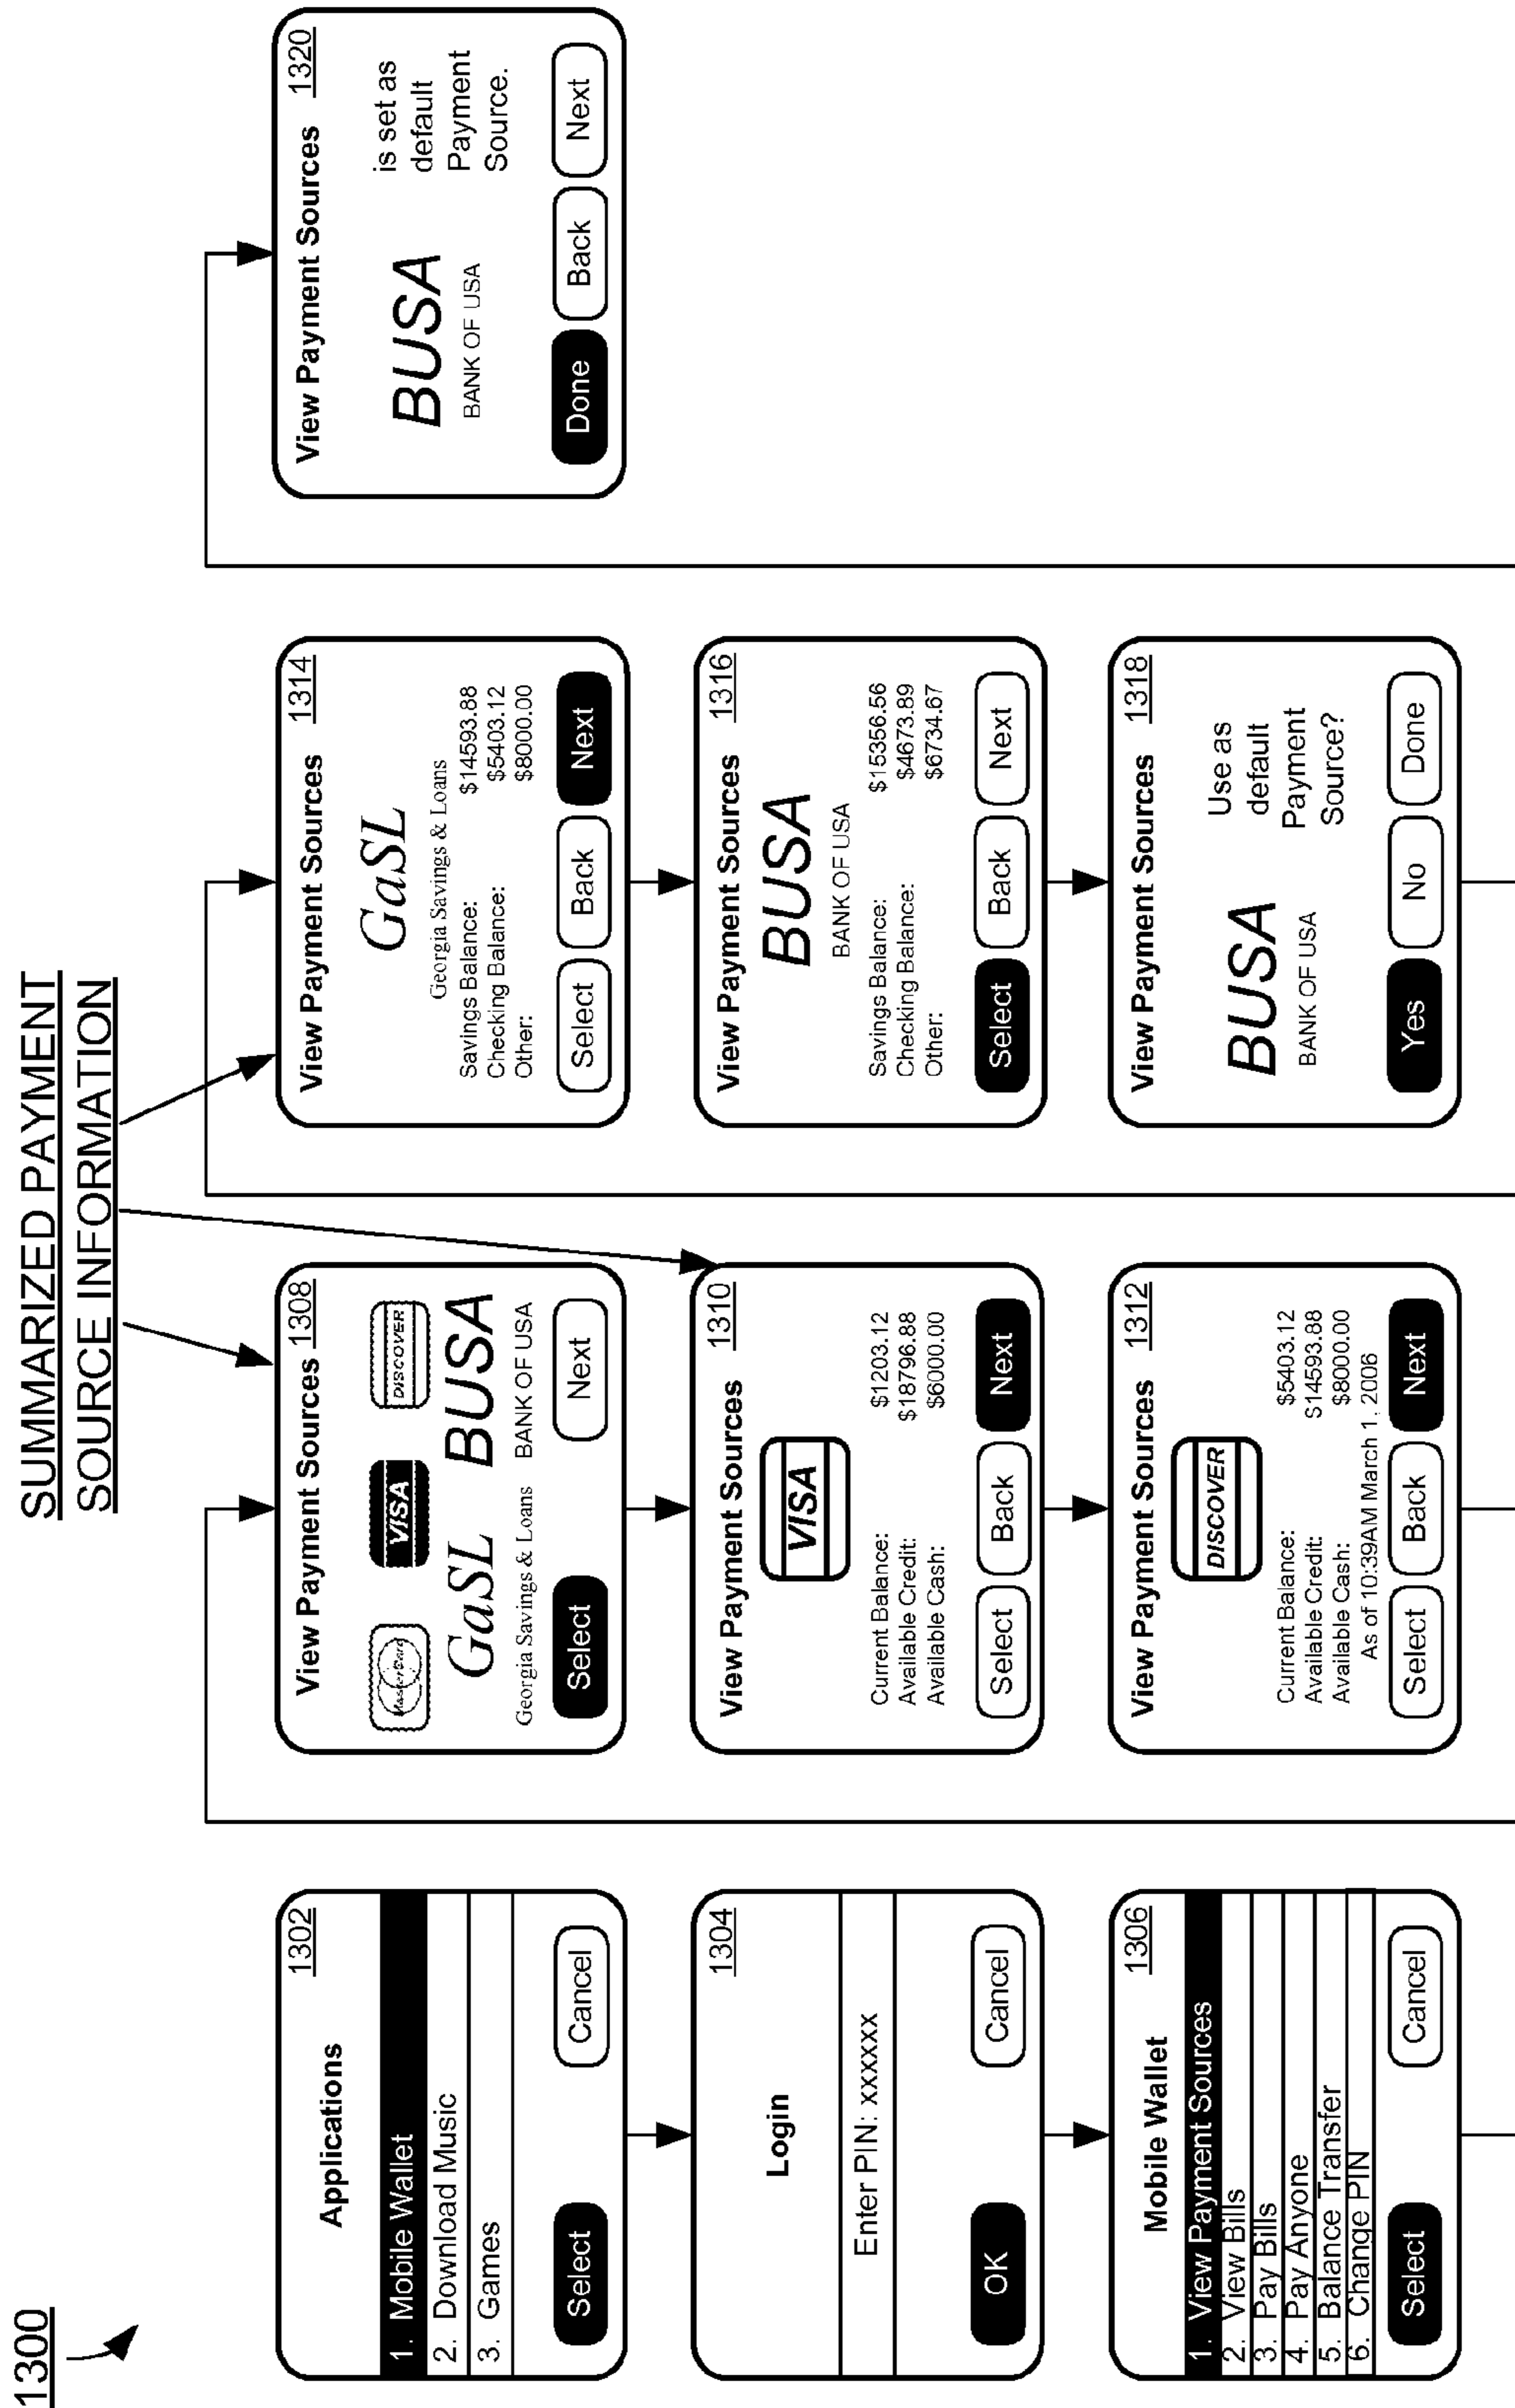 1300
SUMMARIZED PAYMENT
SOURCE INFORMATION
1302
Applications
1. Mobile Wallet
2. Download Music
3. Games
Select Cancel
1304
Login
Enter PIN: xxxxxx
OK Cancel
1306
Mobile Wallet
1. View Payment Sources
2. View Bills
3. Pay Bills
4. Pay Anyone
5. Balance Transfer
6. Change PIN
Select Cancel
View Payment Sources 1308
MasterCard VISA DISCOVER
GaSL BUSA
Georgia Savings & Loans BANK OF USA
Select Next
1310
View Payment Sources
VISA
Current Balance: $1203.12
Available Credit: $18796.88
Available Cash: $6000.00
Select Back Next
1312
View Payment Sources
DISCOVER
Current Balance: $5403.12
Available Credit: $14593.88
Available Cash: $8000.00
As of 10:39AM March 1, 2006
Select Back Next
View Payment Sources 1314
GaSL
Georgia Savings & Loans
Savings Balance: $14593.88
Checking Balance: $5403.12
Other: $8000.00
Select Back Next
View Payment Sources 1316
BUSA
BANK OF USA
Savings Balance: $15356.56
Checking Balance: $4673.89
Other: $6734.67
Select Back Next
View Payment Sources 1318
BUSA
BANK OF USA
Use as
default
Payment
Source?
Yes No Done
View Payment Sources 1320
BUSA
BANK OF USA
is set as
default
Payment
Source.
Done Back Next